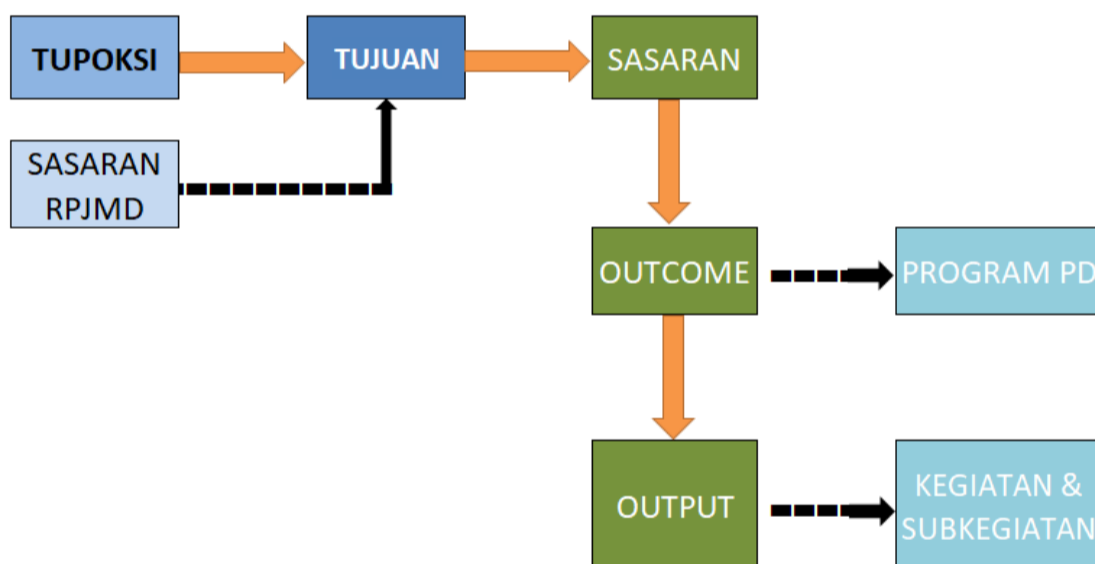 TUPOKSI
TUJUAN
SASARAN
SASARAN
RPJMD
OUTCOME
PROGRAM PD
OUTPUT
KEGIATAN &
SUBKEGIATAN